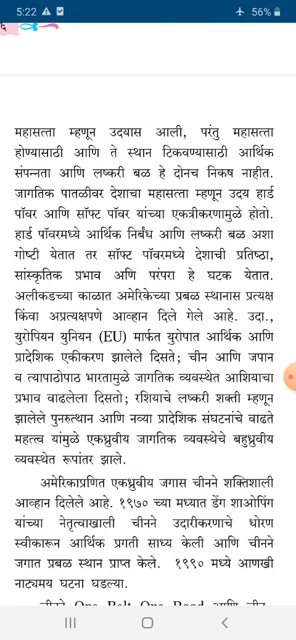 5:22
56%
महासत्ता म्हणून उदयास आली, परंतु महासत्ता
होण्यासाठी आणि ते स्थान टिकवण्यासाठी आर्थिक
संपन्नता आणि लष्करी बळ हे दोनच निकष नाहीत.
जागतिक पातळीवर देशाचा महासत्ता म्हणून उदय हार्ड
पॉवर आणि सॉफ्ट पॉवर यांच्या एकत्रीकरणामुळे होतो.
हार्ड पॉवरमध्ये आर्थिक निर्बंध आणि लष्करी बळ अशा
गोष्टी येतात तर सॉफ्ट पॉवरमध्ये देशाची प्रतिष्ठा,
सांस्कृतिक प्रभाव अणि परंपरा हे घटक येतात.
अलीकडच्या काळात अमेरिकेच्या प्रबळ स्थानास प्रत्यक्ष
किंवा अप्रत्यक्षपणे आव्हान दिले गेले आहे. उदा.,
युरोपियन युनियन (EU) मार्फत युरोपात आर्थिक आणि
प्रादेशिक एकीकरण झालेले दिसते; चीन आणि जपान
व त्यापाठोपाठ भारतामुळे जागतिक व्यवस्थेत आशियाचा
प्रभाव वाढलेला दिसतो; रशियाचे लष्करी शक्ती म्हणून
झालेले पुनरुत्थान आणि नव्या प्रादेशिक संघटनांचे वाढते
महत्त्व यांमुळे एकध्रुवीय जागतिक व्यवस्थेचे बहुध्रुवीय
व्यवस्थेत रूपांतर झाले.
अमेरिकाप्रणित एकध्रुवीय जगास चीनने शक्तिशाली
आव्हान दिलेले आहे. १९७० च्या मध्यात डेंग शाओपिंग
यांच्या नेतृत्वाखाली चीनने उदारीकरणाचे धोरण
स्वीकारून आर्थिक प्रगती साध्य केली आणि चीनने
जगात प्रबळ स्थान प्राप्त केले. १९९० मध्ये आणखी
नाट्यमय घटना घडल्या.
चीनने One Belt One Road आणि चीन